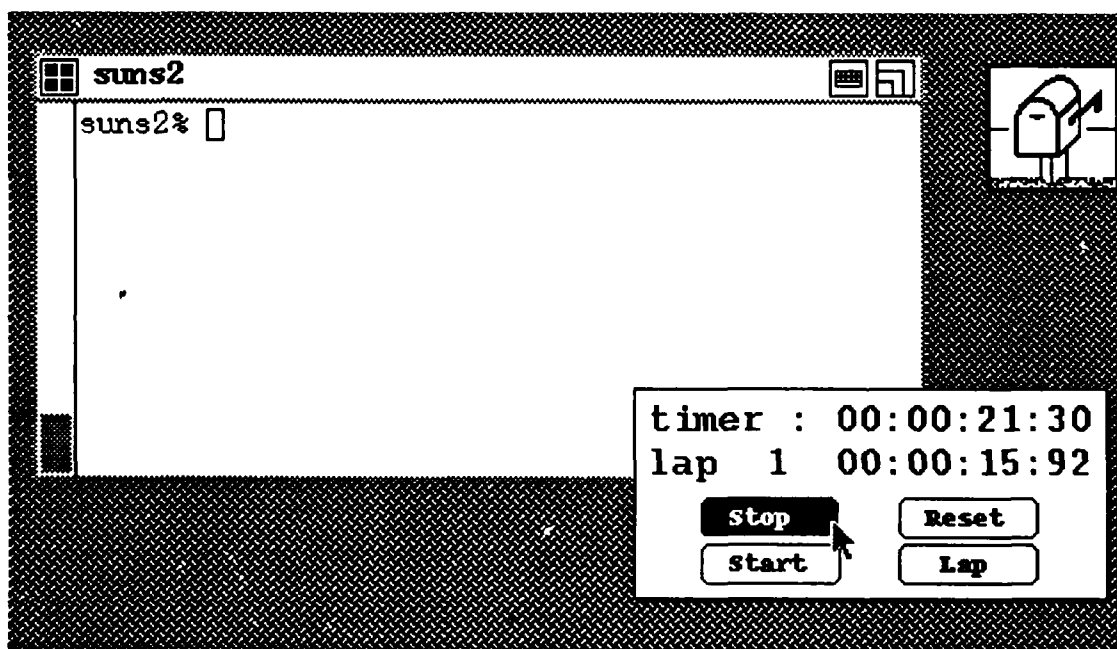 suns2
suns2%
timer : 00:00:21:30
lap 1 00:00:15:92
Stop Reset
Start Lap